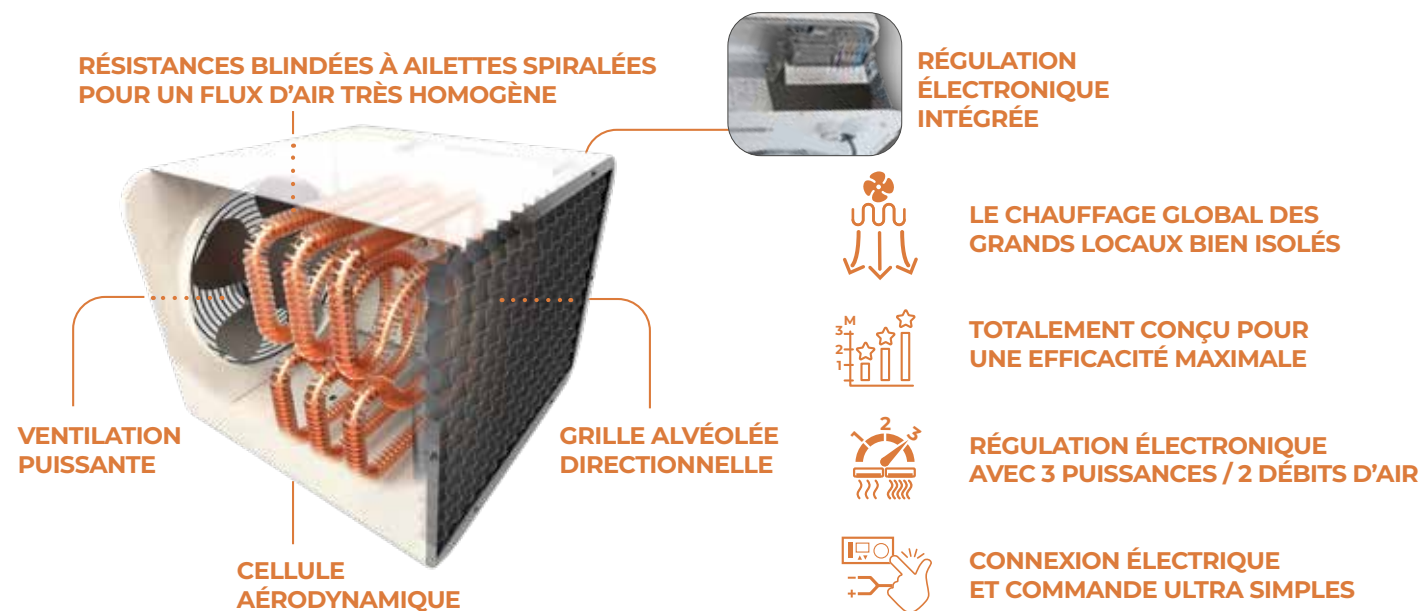 RÉSISTANCES BLINDÉES À AILETTES SPIRALÉES
POUR UN FLUX D'AIR TRÈS HOMOGÈNE
RÉGULATION
ÉLECTRONIQUE
INTÉGRÉE
VENTILATION
PUISSANTE
CELLULE
AÉRODYNAMIQUE
GRILLE ALVÉOLÉE
DIRECTIONNELLE
LE CHAUFFAGE GLOBAL DES
GRANDS LOCAUX BIEN ISOLÉS
M
3
2
1
TOTALEMENT CONÇU POUR
UNE EFFICACITÉ MAXIMALE
2
3
RÉGULATION ÉLECTRONIQUE
AVEC 3 PUISSANCES / 2 DÉBITS D'AIR
CONNEXION ÉLECTRIQUE
ET COMMANDE ULTRA SIMPLES